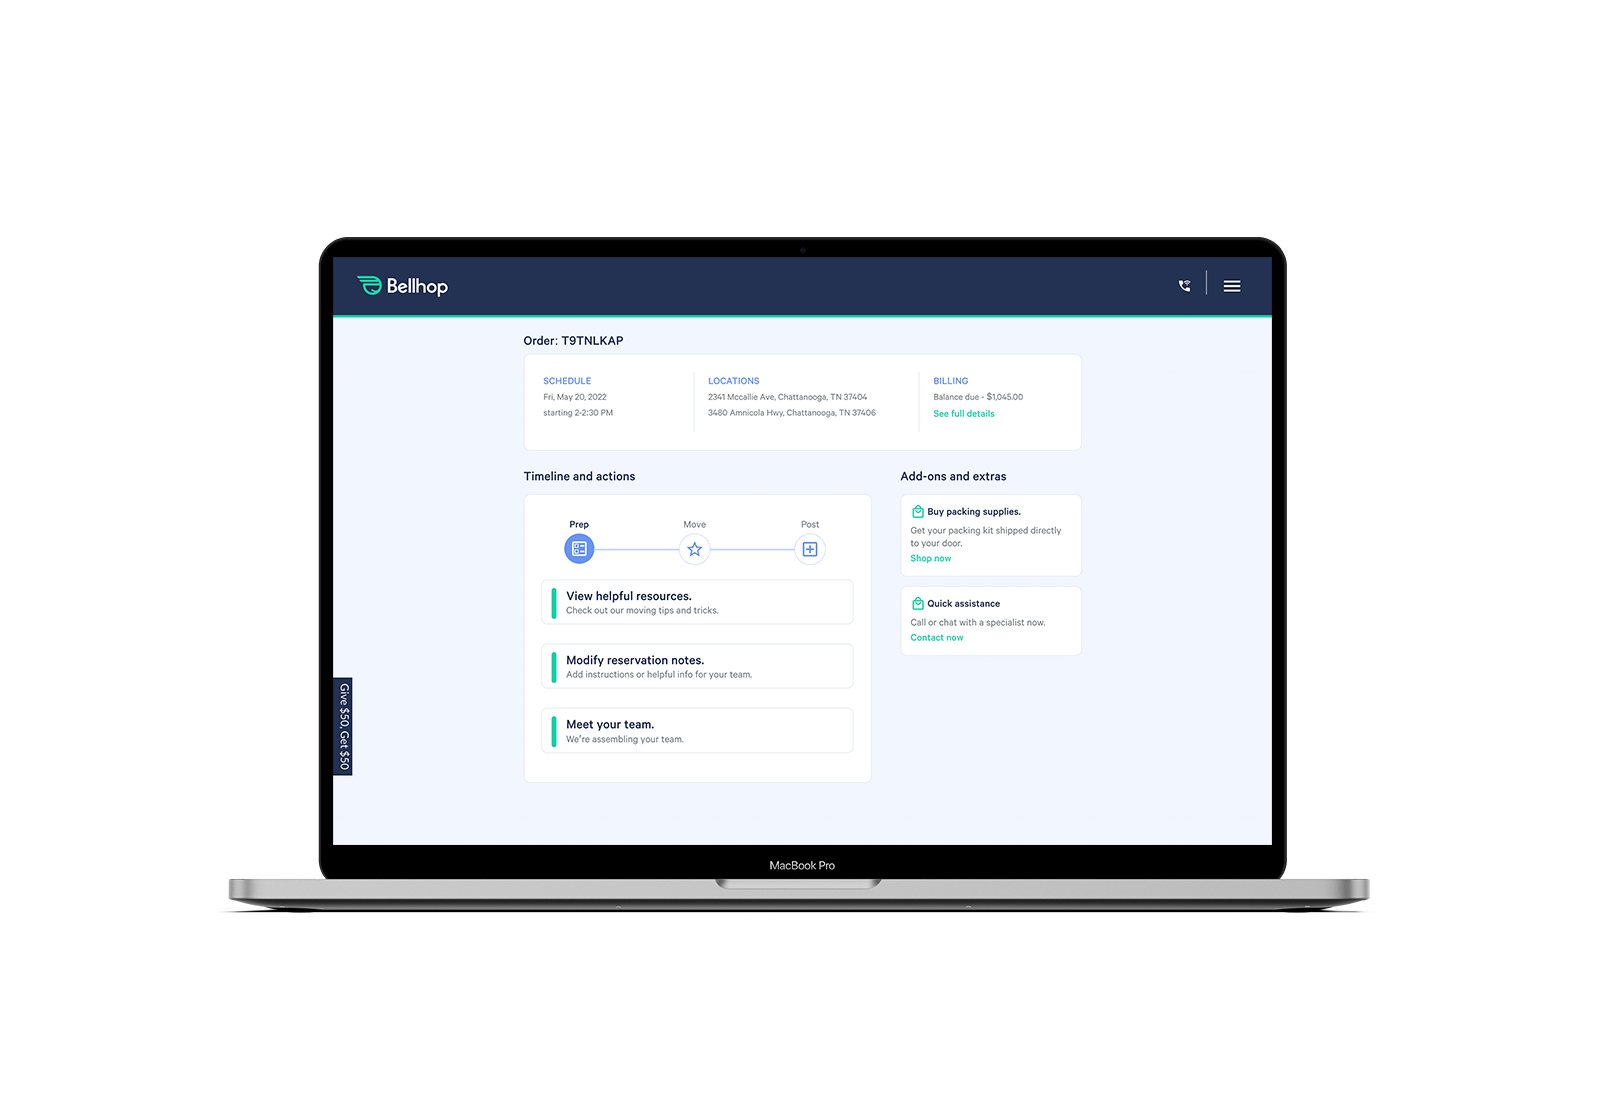 Bellhop
Order: T9TNLKAP
SCHEDULE
Fri, May 20, 2022
starting 2-2:30 PM
LOCATIONS
2341 Mccallie Ave, Chattanooga, TN 37404
3480 Amnicola Hwy, Chattanooga, TN 37406
BILLING
Balance due - $1,045.00
See full details
Timeline and actions
Prep
Move
Post
View helpful resources.
Check out our moving tips and tricks.
Modify reservation notes.
Add instructions or helpful info for your team.
Meet your team.
We're assembling your team.
Add-ons and extras
Buy packing supplies.
Get your packing kit shipped directly
to your door.
Shop now
Quick assistance
Call or chat with a specialist now.
Contact now
Give $50, Get $50
MacBook Pro